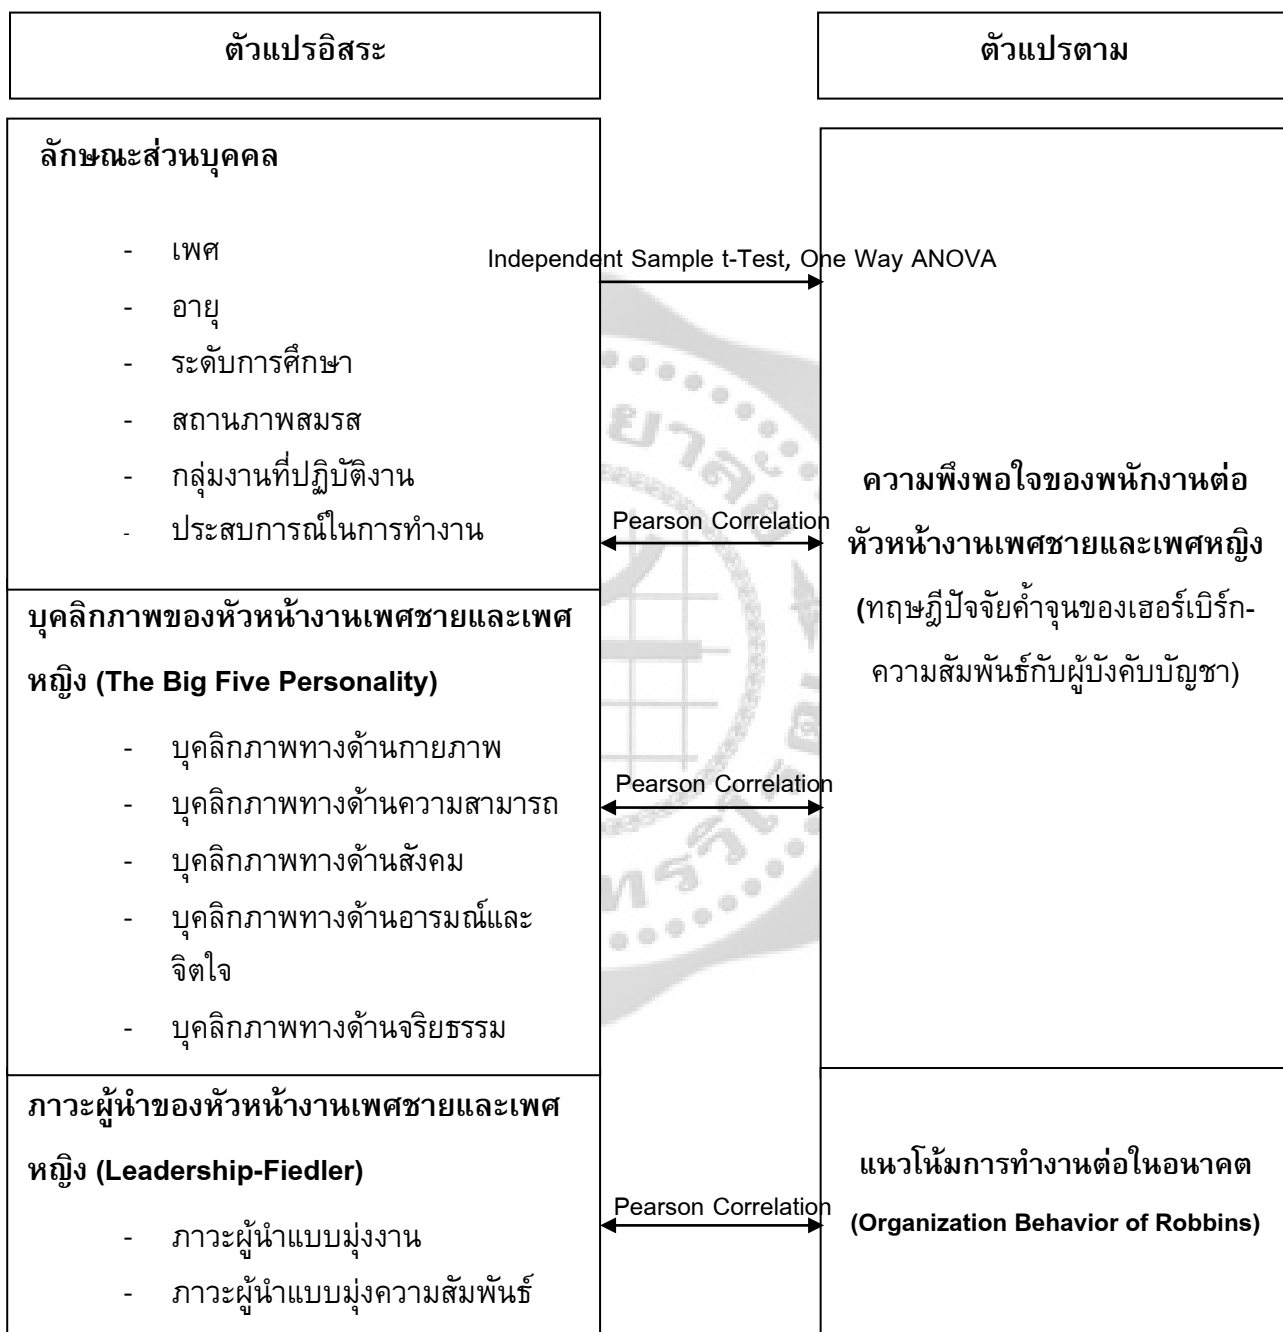 ตัวแปรอิสระ
ตัวแปรตาม
ลักษณะส่วนบุคคล
- เพศ
- อายุ
- ระดับการศึกษา
- สถานภาพสมรส
- กลุ่มงานที่ปฏิบัติงาน
- ประสบการณ์ในการทำงาน
บุคลิกภาพของหัวหน้างานเพศชายและเพศ
หญิง (The Big Five Personality)
- บุคลิกภาพทางด้านกายภาพ
- บุคลิกภาพทางด้านความสามารถ
- บุคลิกภาพทางด้านสังคม
- บุคลิกภาพทางด้านอารมณ์และ
จิตใจ
- บุคลิกภาพทางด้านจริยธรรม
ภาวะผู้นำของหัวหน้างานเพศชายและเพศ
หญิง (Leadership-Fiedler)
- ภาวะผู้นำแบบมุ่งงาน
- ภาวะผู้นำแบบมุ่งความสัมพันธ์
Independent Sample t-Test, One Way ANOVA
Pearson Correlation
Pearson Correlation
Pearson Correlation
ความพึงพอใจของพนักงานต่อ
หัวหน้างานเพศชายและเพศหญิง
(ทฤษฎีปัจจัยค้ำจุนของเฮอร์เบิร์ก-
ความสัมพันธ์กับผู้บังคับบัญชา)
แนวโน้มการทำงานต่อในอนาคต
(Organization Behavior of Robbins)